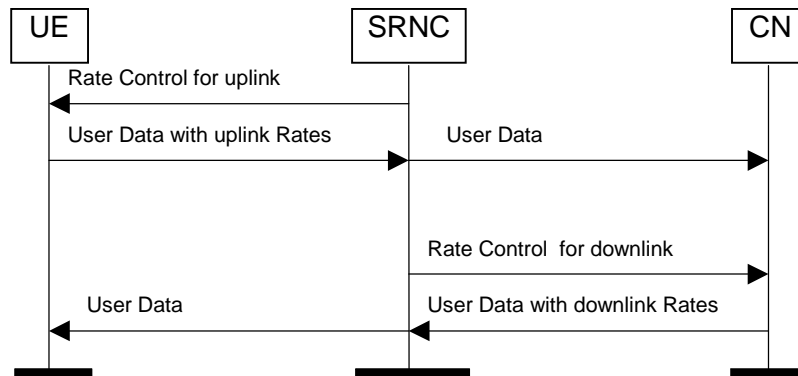 UE
SRNC
CN
Rate Control for uplink
User Data with uplink Rates
User Data
Rate Control for downlink
User Data
User Data with downlink Rates